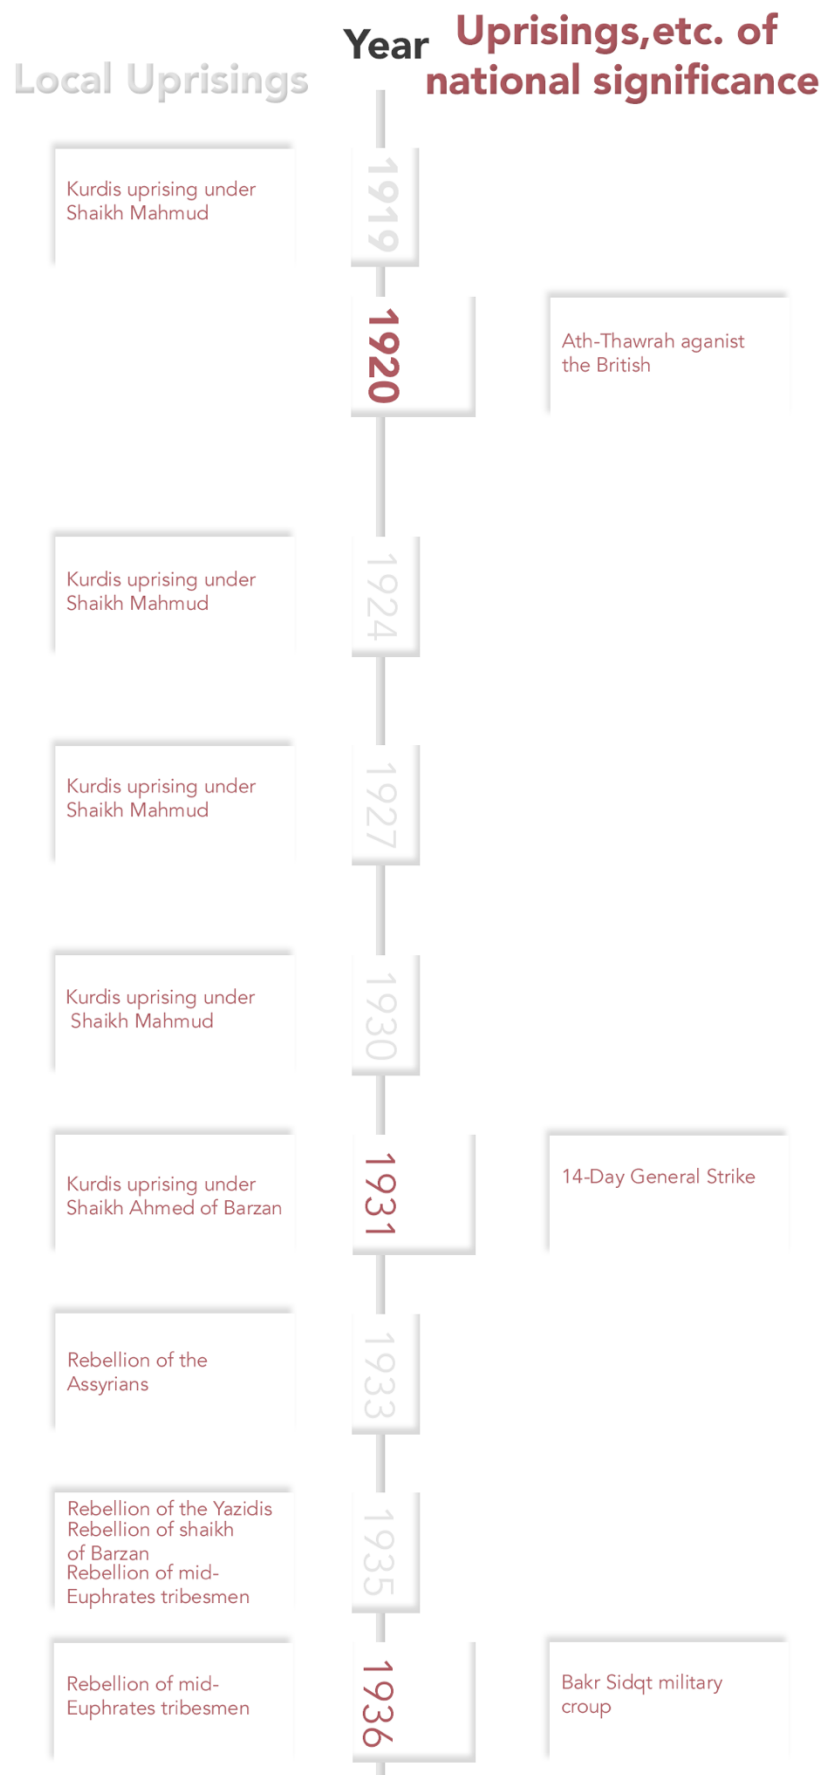 Local Uprisings
Year
Uprisings,etc. of
national significance
Kurdis uprising under
Shaikh Mahmud
1919
1920
Ath-Thawrah aganist
the British
Kurdis uprising under
Shaikh Mahmud
1924
Kurdis uprising under
Shaikh Mahmud
1927
Kurdis uprising under
Shaikh Mahmud
1930
Kurdis uprising under
Shaikh Ahmed of Barzan
1931
14-Day General Strike
Rebellion of the
Assyrians
1933
Rebellion of the Yazidis
Rebellion of shaikh
of Barzan
Rebellion of mid-
Euphrates tribesmen
1935
Rebellion of mid-
Euphrates tribesmen
1936
Bakr Sidqt military
croup